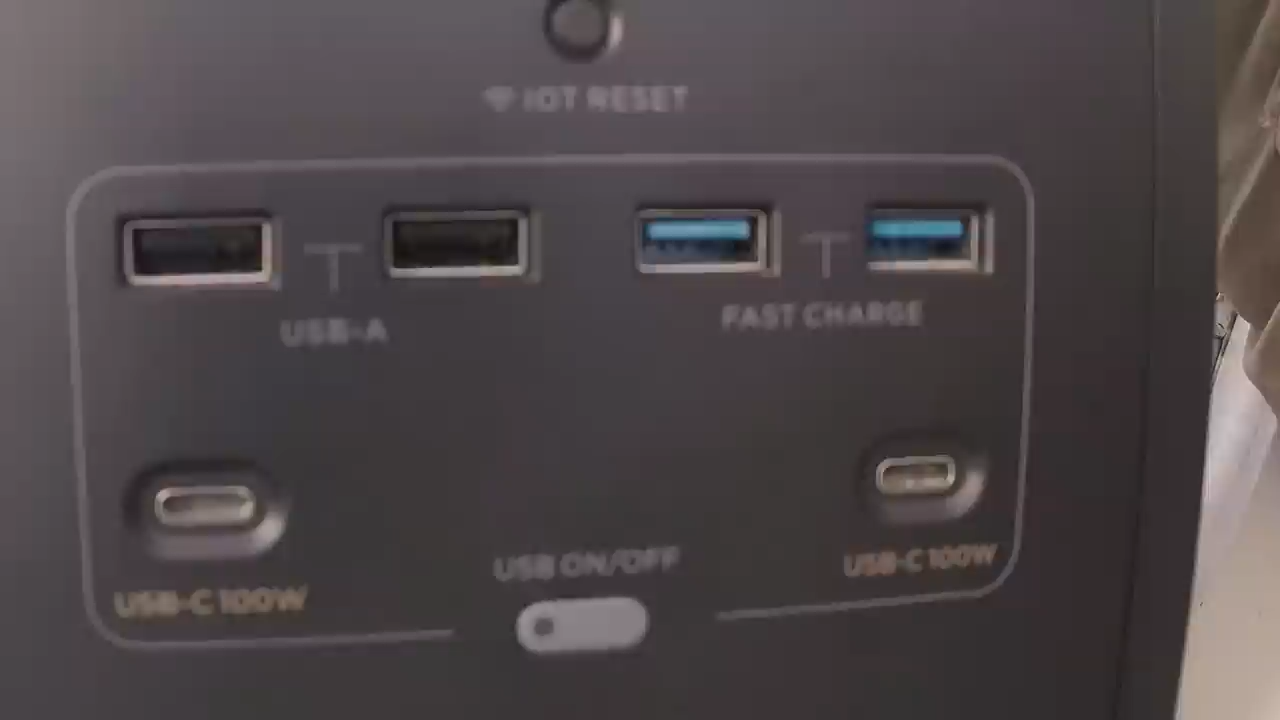 IOT RESET
USB-A
FAST CHARGE
USB-C 100W
USB ON/OFF
USB-C 100W